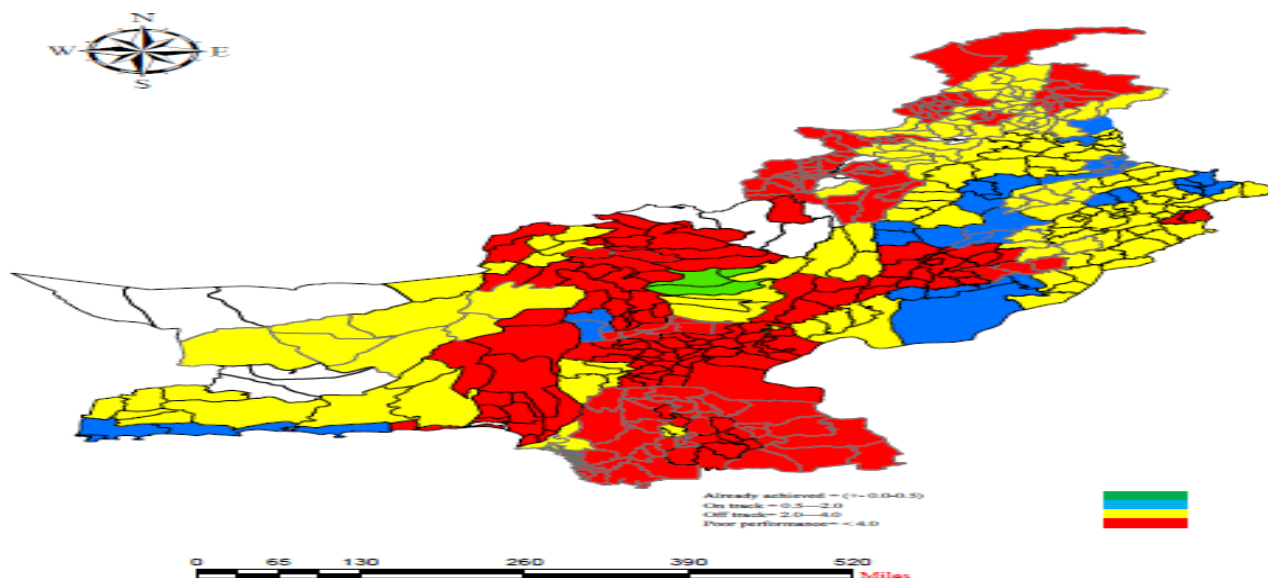 N
W E
S
Already achieved = (+- 0.0-0.5)
On track= 0.5—2.0
Off track= 2.0—4.0
Poor performance= < 4.0
0 65 130 260 390 520
Miles